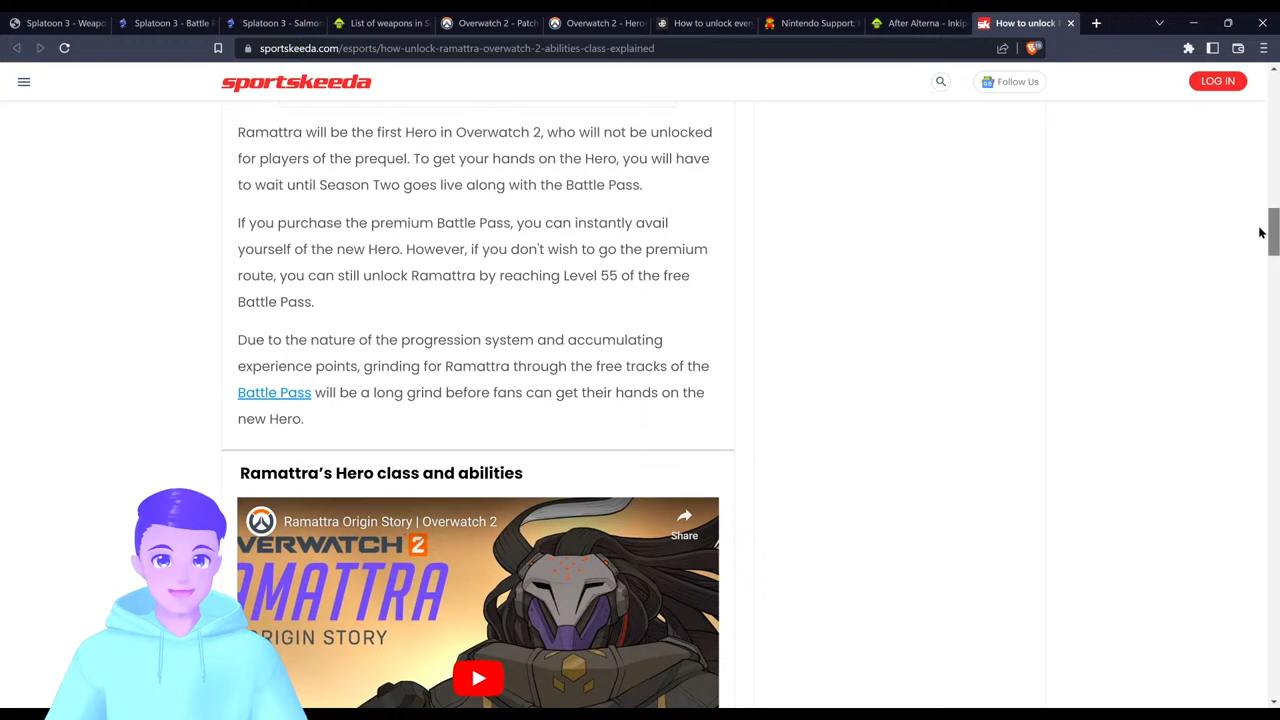 Splatoon 3 - Weapo
Splatoon 3 - Battle
Splatoon 3 - Salmo
List of weapons in S
Overwatch 2 - Patch
Overwatch 2 - Hero
How to unlock every
Nintendo Support:
After Alterna - Inkip
How to unlock
sportskeeda.com/esports/how-unlock-ramattra-overwatch-2-abilities-class-explained
sportskeeda
Follow Us
LOG IN
Ramattra will be the first Hero in Overwatch 2, who will not be unlocked
for players of the prequel. To get your hands on the Hero, you will have
to wait until Season Two goes live along with the Battle Pass.
If you purchase the premium Battle Pass, you can instantly avail
yourself of the new Hero. However, if you don't wish to go the premium
route, you can still unlock Ramattra by reaching Level 55 of the free
Battle Pass.
Due to the nature of the progression system and accumulating
experience points, grinding for Ramattra through the free tracks of the
Battle Pass will be a long grind before fans can get their hands on the
new Hero.
Ramattra's Hero class and abilities
Ramattra Origin Story | Overwatch 2
Share
VERWATCH 2
AMATTRA
ORIGIN STORY